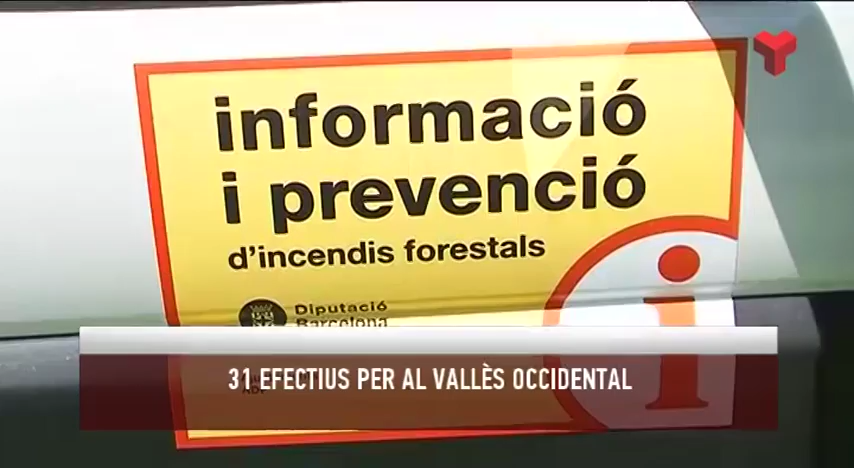 informació
i prevenció
d'incendis forestals
Diputació
Barcelona
31 EFECTIUS PER AL VALLÈS OCCIDENTAL